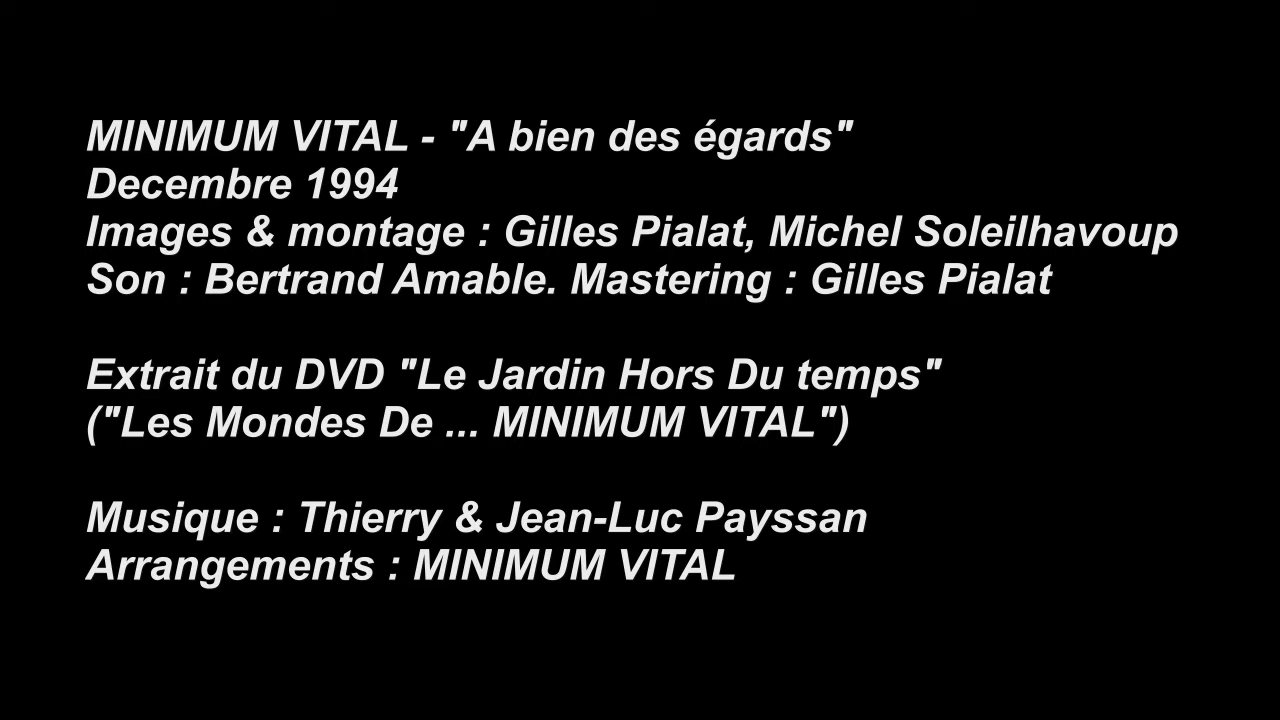 MINIMUM VITAL - "A bien des égards"
Decembre 1994
Images & montage : Gilles Pialat, Michel Soleilhavoup
Son : Bertrand Amable. Mastering : Gilles Pialat
Extrait du DVD "Le Jardin Hors Du temps"
("Les Mondes De ... MINIMUM VITAL")
Musique : Thierry & Jean-Luc Payssan
Arrangements : MINIMUM VITAL